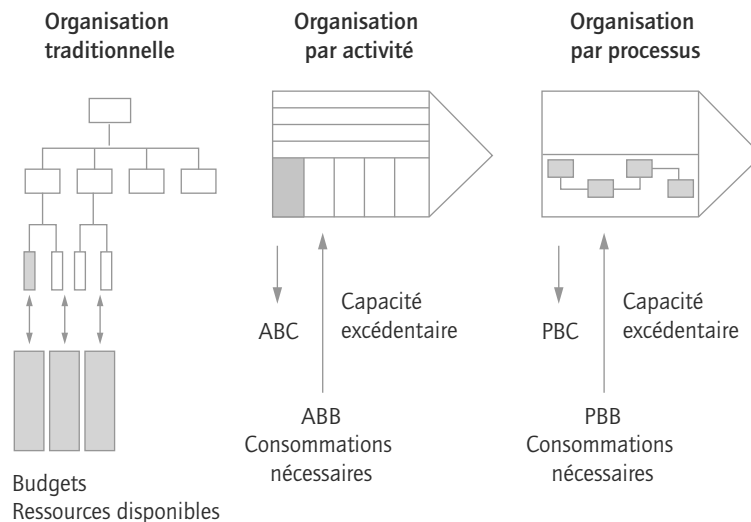 Organisation
traditionnelle
Organisation
par activité
Organisation
par processus
ABC
Capacité
excédentaire
PBC
Capacité
excédentaire
ABB
Consommations
nécessaires
PBB
Consommations
nécessaires
Budgets
Ressources disponibles